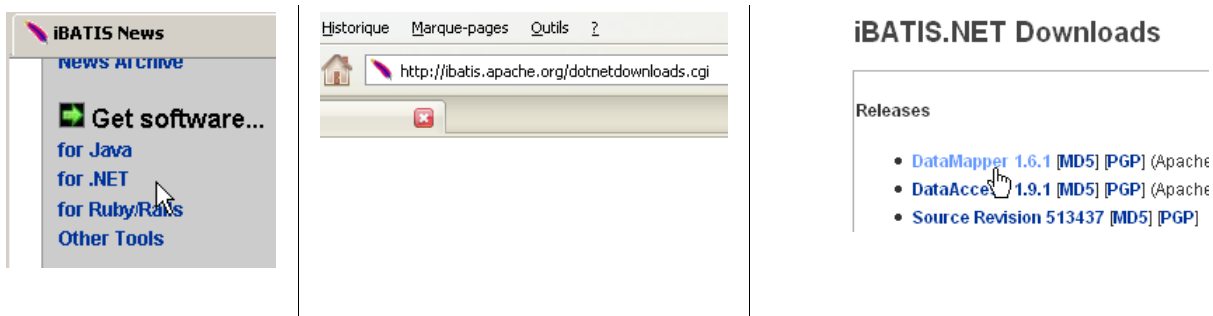 iBATIS News
News Archive
Get software...
for Java
for .NET
for Ruby/Rails
Other Tools
Historique Marque-pages Outils ?
http://ibatis.apache.org/dotnetdownloads.cgi
iBATIS.NET Downloads
Releases
DataMapper 1.6.1 [MD5] [PGP] (Apache
1.9.1 [MD5] [PGP] (Apache
Source Revision 513437 [MD5] [PGP]